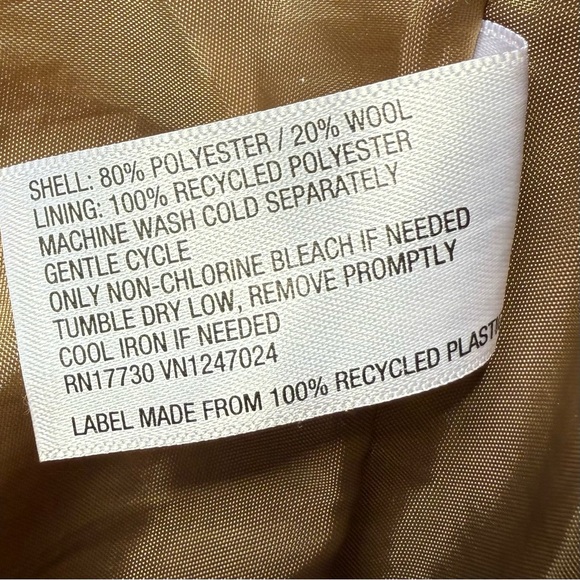 SHELL: 80% POLYESTER / 20% WOOL
LINING: 100% RECYCLED POLYESTER
MACHINE WASH COLD SEPARATELY
GENTLE CYCLE
ONLY NON-CHLORINE BLEACH IF NEEDED
TUMBLE DRY LOW, REMOVE PROMPTLY
COOL IRON IF NEEDED
RN17730 VN1247024
LABEL MADE FROM 100% RECYCLED PLASTI